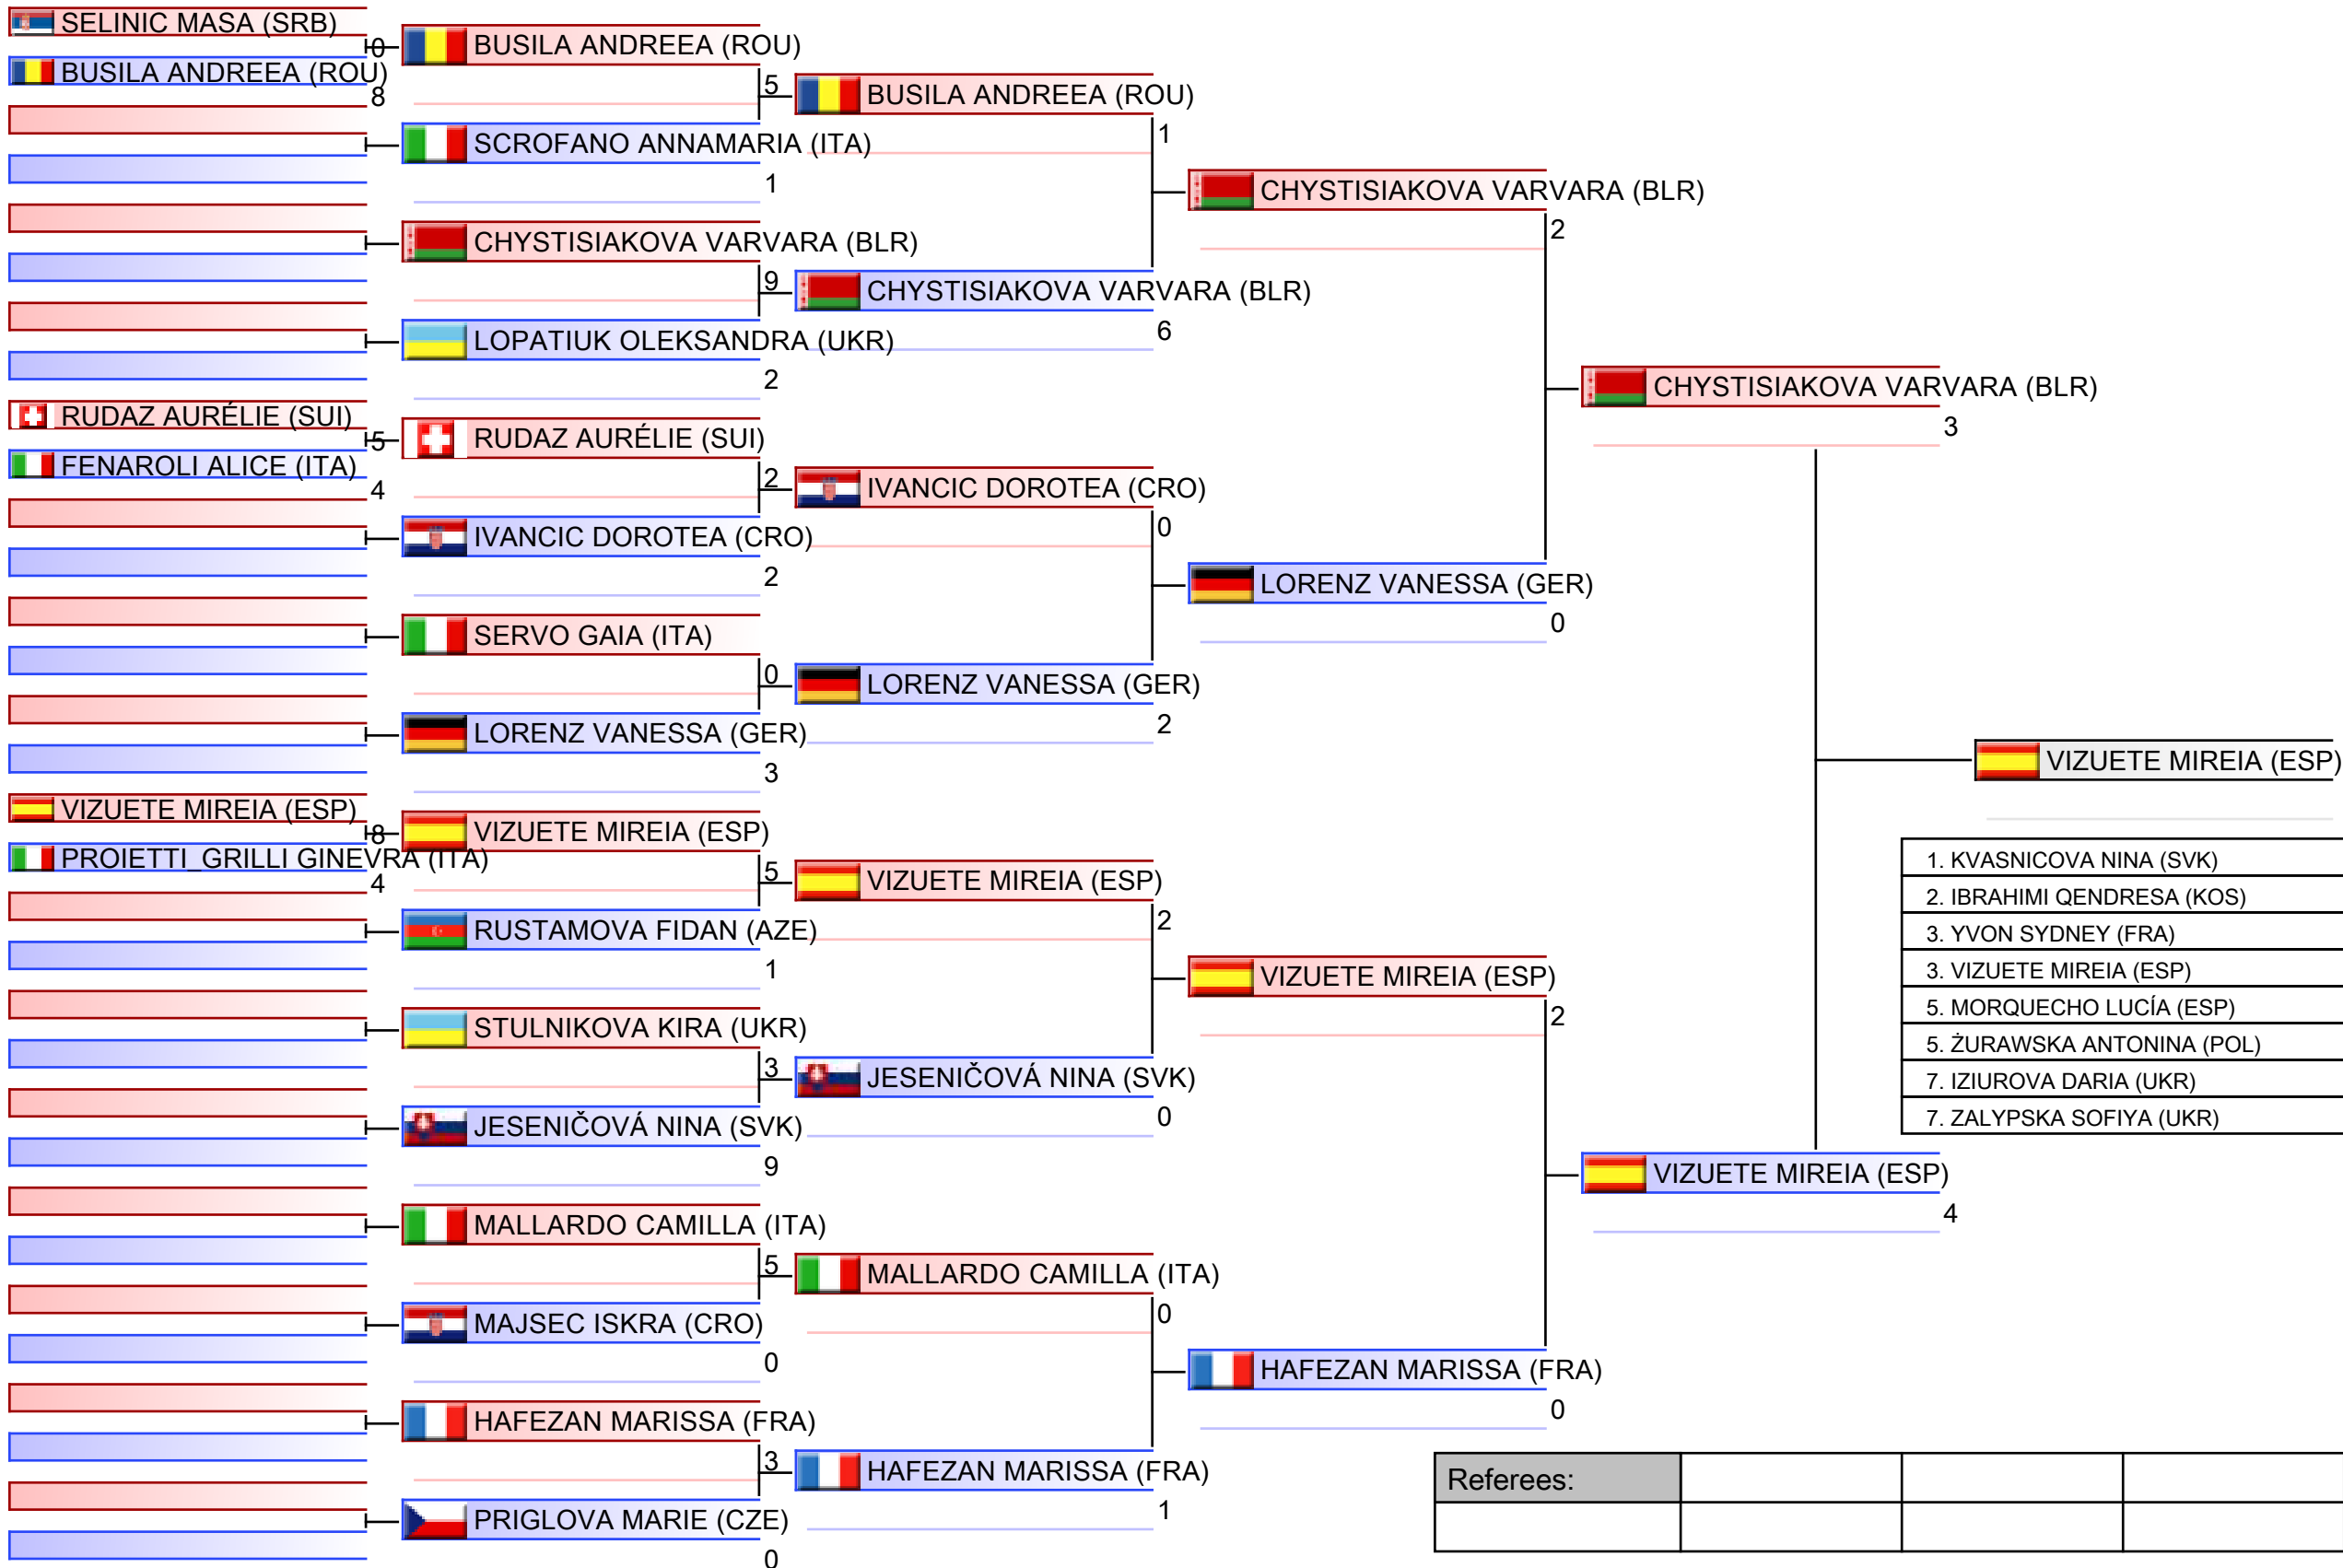 SELINIC MASA (SRB)
0
BUSILA ANDREEA (ROU)
8
RUDAZ AURÉLIE (SUI)
5
FENAROLI ALICE (ITA)
4
VIZUETE MIREIA (ESP)
8
PROIETTI_GRILLI GINEVRA (ITA)
4
BUSILA ANDREEA (ROU)
5
SCROFANO ANNAMARIA (ITA)
1
CHYSTISIAKOVA VARVARA (BLR)
9
LOPATIUK OLEKSANDRA (UKR)
2
RUDAZ AURÉLIE (SUI)
2
IVANCIC DOROTEA (CRO)
2
SERVO GAIA (ITA)
0
LORENZ VANESSA (GER)
3
VIZUETE MIREIA (ESP)
5
RUSTAMOVA FIDAN (AZE)
1
STULNIKOVA KIRA (UKR)
3
JESENIČOVÁ NINA (SVK)
9
MALLARDO CAMILLA (ITA)
5
MAJSEC ISKRA (CRO)
0
HAFEZAN MARISSA (FRA)
3
PRIGLOVA MARIE (CZE)
0
BUSILA ANDREEA (ROU)
1
CHYSTISIAKOVA VARVARA (BLR)
6
IVANCIC DOROTEA (CRO)
0
LORENZ VANESSA (GER)
2
VIZUETE MIREIA (ESP)
2
JESENIČOVÁ NINA (SVK)
0
MALLARDO CAMILLA (ITA)
0
HAFEZAN MARISSA (FRA)
1
CHYSTISIAKOVA VARVARA (BLR)
2
LORENZ VANESSA (GER)
0
VIZUETE MIREIA (ESP)
2
HAFEZAN MARISSA (FRA)
0
CHYSTISIAKOVA VARVARA (BLR)
3
VIZUETE MIREIA (ESP)
4
VIZUETE MIREIA (ESP)
1. KVASNICOVA NINA (SVK)
2. IBRAHIMI QENDRESA (KOS)
3. YVON SYDNEY (FRA)
3. VIZUETE MIREIA (ESP)
5. MORQUECHO LUCÍA (ESP)
5. ŻURAWSKA ANTONINA (POL)
7. IZIUROVA DARIA (UKR)
7. ZALYPSKA SOFIYA (UKR)
Referees: